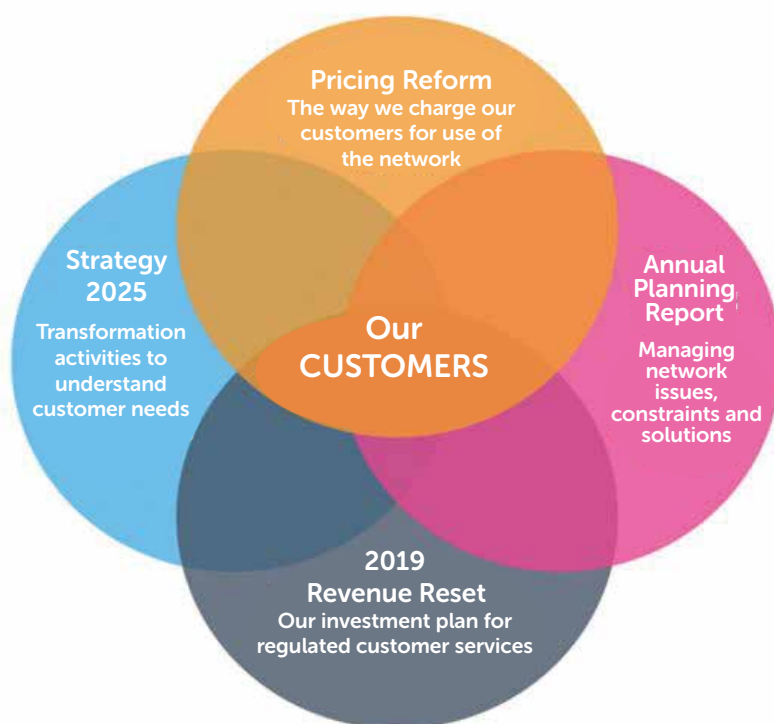 Pricing Reform
The way we charge our
customers for use of
the network
Strategy
2025
Transformation
activities to
understand
customer needs
Our
CUSTOMERS
Annual
Planning
Report
Managing
network
issues,
constraints and
solutions
2019
Revenue Reset
Our investment plan for
regulated customer services